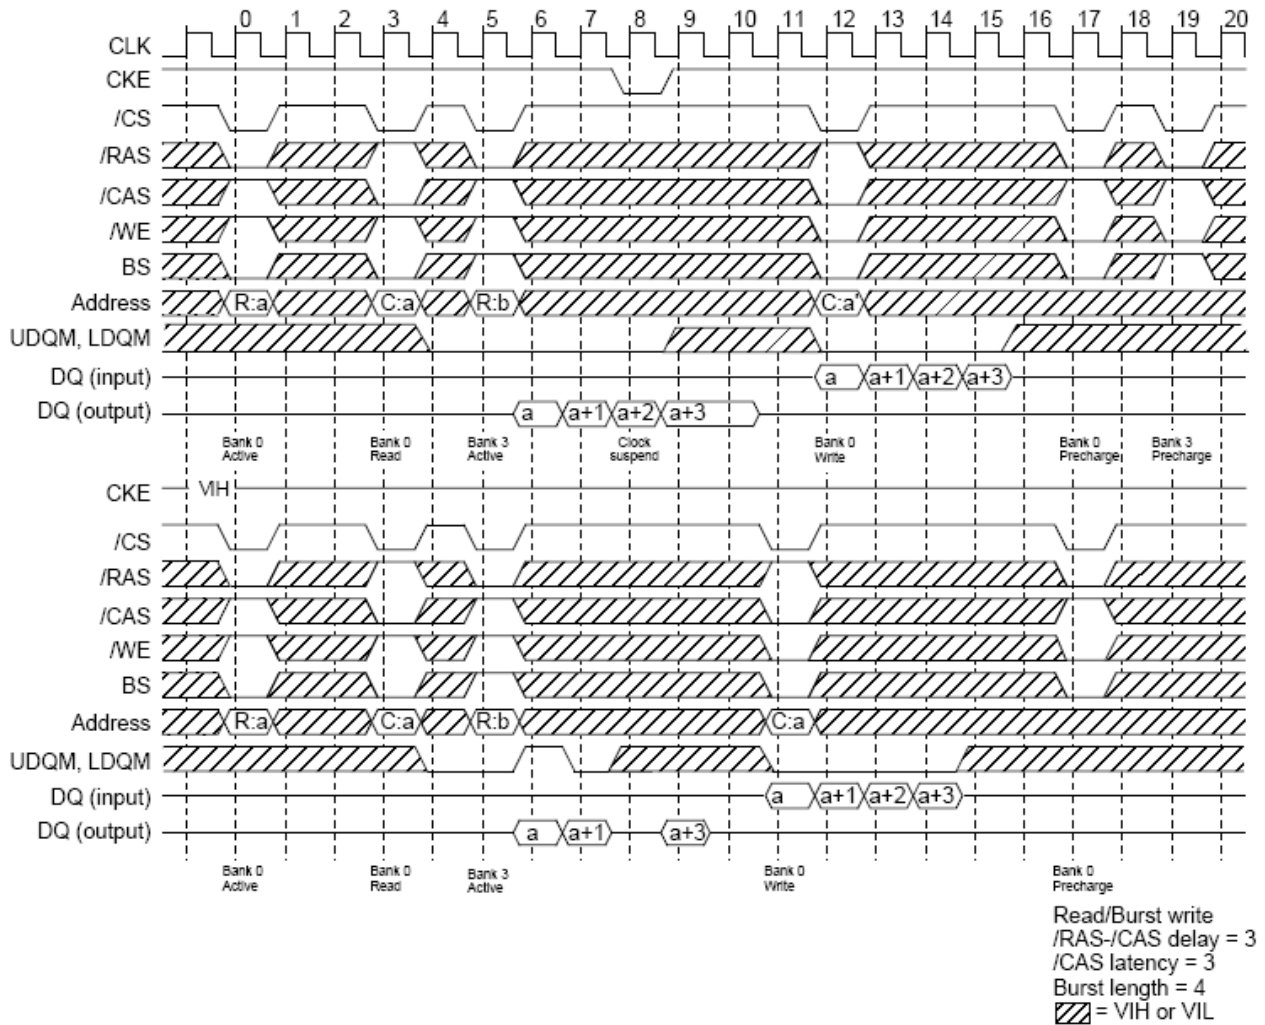 0 1 2 3 4 5 6 7 8 9 10 11 12 13 14 15 16 17 18 19 20
CLK
CKE
/CS
/RAS
/CAS
/WE
BS
Address R:a C:a R:b C:a'
UDQM, LDQM
DQ (input) a a+1 a+2 a+3
DQ (output) a a+1 a+2 a+3
Bank 0 Bank 0 Bank 3 Clock Bank 0 Bank 0 Bank 3
Active Read Active suspend Write Precharge Precharge
CKE VIH
/CS
/RAS
/CAS
/WE
BS
Address R:a C:a R:b C:a
UDQM, LDQM
DQ (input) a a+1 a+2 a+3
DQ (output) a a+1 a+3
Bank 0 Bank 0 Bank 3 Bank 0 Bank 0
Active Read Active Write Precharge
Read/Burst write
/RAS-/CAS delay = 3
/CAS latency = 3
Burst length = 4
= VIH or VIL